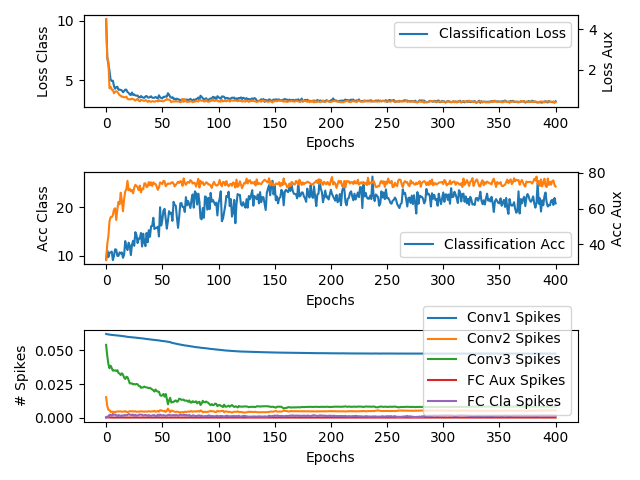 10
5
Loss Class
Classification Loss
4
2
Loss Aux
0 50 100 150 200 250 300 350 400
Epochs
20
10
Acc Class
Classification Acc
80
60
40
Acc Aux
0 50 100 150 200 250 300 350 400
Epochs
0.050
0.025
0.000
# Spikes
Conv1 Spikes
Conv2 Spikes
Conv3 Spikes
FC Aux Spikes
FC Cla Spikes
0 50 100 150 200 250 300 350 400
Epochs